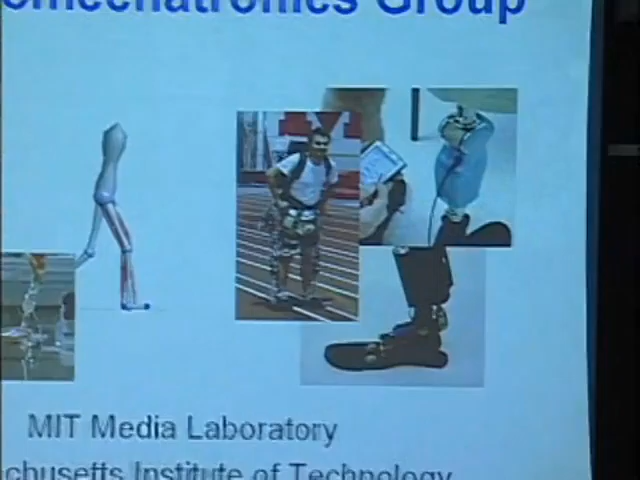 omechatronics Group
M
MIT Media Laboratory
chusetts Institute of Technology